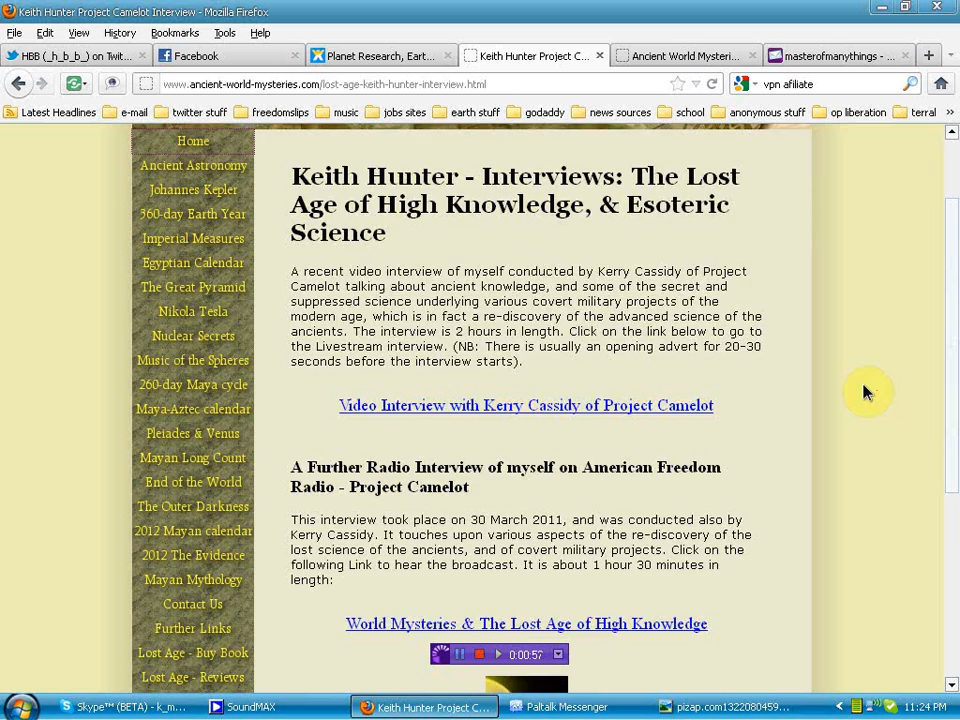 Keith Hunter Project Camelot Interview - Mozilla Firefox
File Edit View History Bookmarks Tools Help
HBB (_h_b_b_) on Twit...
Facebook
Planet Research, Eart...
Keith Hunter Project C...
Ancient World Mysteri...
masterofmanythings - ...
www.ancient-world-mysteries.com/lost-age-keith-hunter-interview.html
vpn afiliate
Latest Headlines e-mail twitter stuff freedomslips music jobs sites earth stuff godaddy news sources school anonymous stuff op liberation terral
Home
Ancient Astronomy
Johannes Kepler
360-day Earth Year
Imperial Measures
Egyptian Calendar
The Great Pyramid
Nikola Tesla
Nuclear Secrets
Music of the Spheres
260-day Maya cycle
Maya-Aztec calendar
Pleiades & Venus
Mayan Long Count
End of the World
The Outer Darkness
2012 Mayan calendar
2012 The Evidence
Mayan Mythology
Contact Us
Further Links
Lost Age - Buy Book
Lost Age - Reviews
Keith Hunter - Interviews: The Lost
Age of High Knowledge, & Esoteric
Science
A recent video interview of myself conducted by Kerry Cassidy of Project
Camelot talking about ancient knowledge, and some of the secret and
suppressed science underlying various covert military projects of the
modern age, which is in fact a re-discovery of the advanced science of the
ancients. The interview is 2 hours in length. Click on the link below to go to
the Livestream interview. (NB: There is usually an opening advert for 20-30
seconds before the interview starts).
Video Interview with Kerry Cassidy of Project Camelot
A Further Radio Interview of myself on American Freedom
Radio - Project Camelot
This interview took place on 30 March 2011, and was conducted also by
Kerry Cassidy. It touches upon various aspects of the re-discovery of the
lost science of the ancients, and of covert military projects. Click on the
following Link to hear the broadcast. It is about 1 hour 30 minutes in
length:
World Mysteries & The Lost Age of High Knowledge
0:00:57
Skype™ (BETA) - k_m...
SoundMAX
Keith Hunter Project C...
Paltalk Messenger
pizap.com1322080459...
11:24 PM